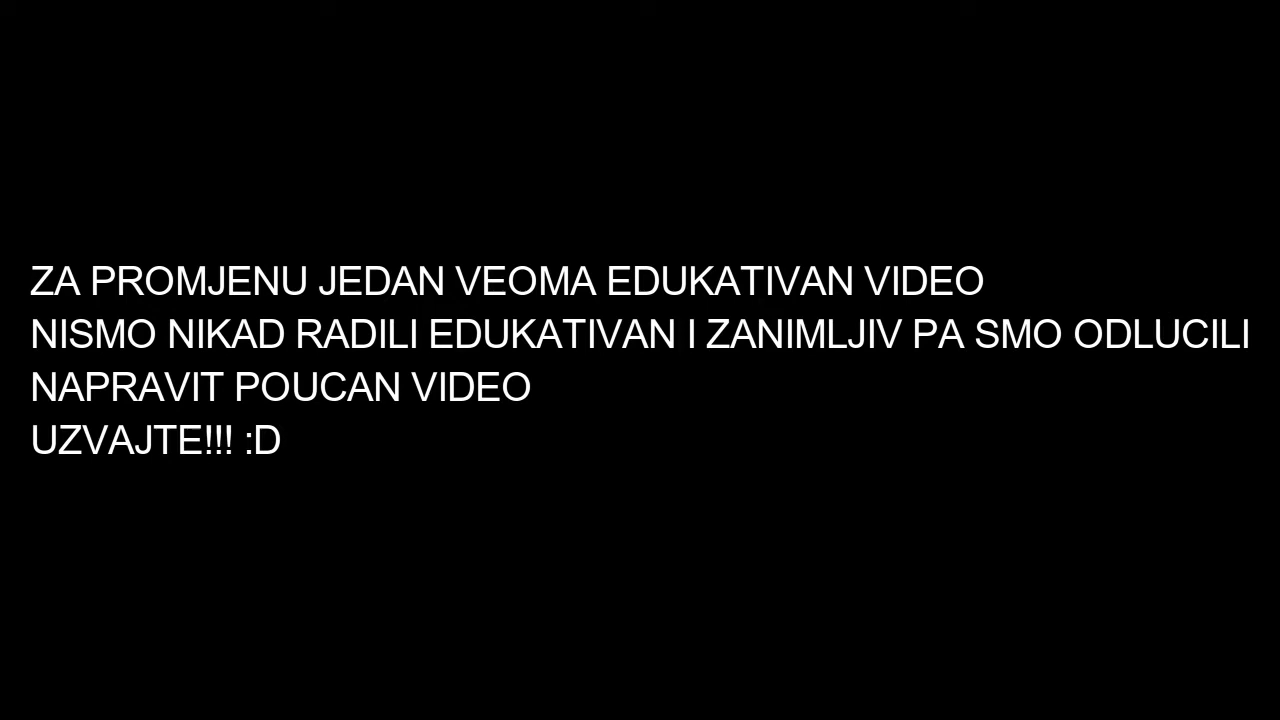 ZA PROMJENU JEDAN VEOMA EDUKATIVAN VIDEO
NISMO NIKAD RADILI EDUKATIVAN I ZANIMLJIV PA SMO ODLUCILI
NAPRAVIT POUCAN VIDEO
UZVAJTE!!! :D